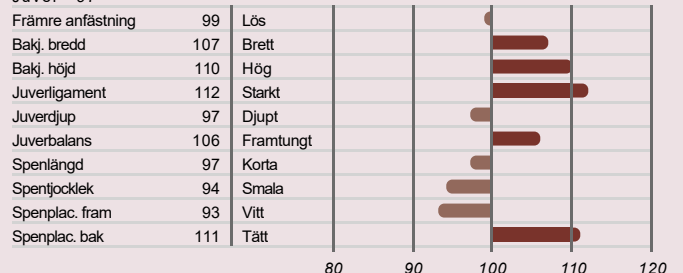 Främre anfästning 99 Lös
Bakj. bredd 107 Brett
Bakj. höjd 110 Hög
Juverligament 112 Starkt
Juverdjup 97 Djupt
Juverbalans 106 Framtungt
Spenlängd 97 Korta
Spentjocklek 94 Smala
Spenplac. fram 93 Vitt
Spenplac. bak 111 Tätt
80 90 100 110 120